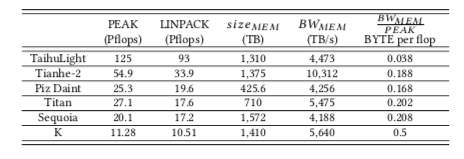 PEAK LINPACK size_MEM BW_MEM BW_MEM/PEAK
(Pflops) (Pflops) (TB) (TB/s) BYTE per flop
TaihuLight 125 93 1,310 4,473 0.038
Tianhe-2 54.9 33.9 1,375 10,312 0.188
Piz Daint 25.3 19.6 425.6 4,256 0.168
Titan 27.1 17.6 710 5,475 0.202
Sequoia 20.1 17.2 1,572 4,188 0.208
K 11.28 10.51 1,410 5,640 0.5